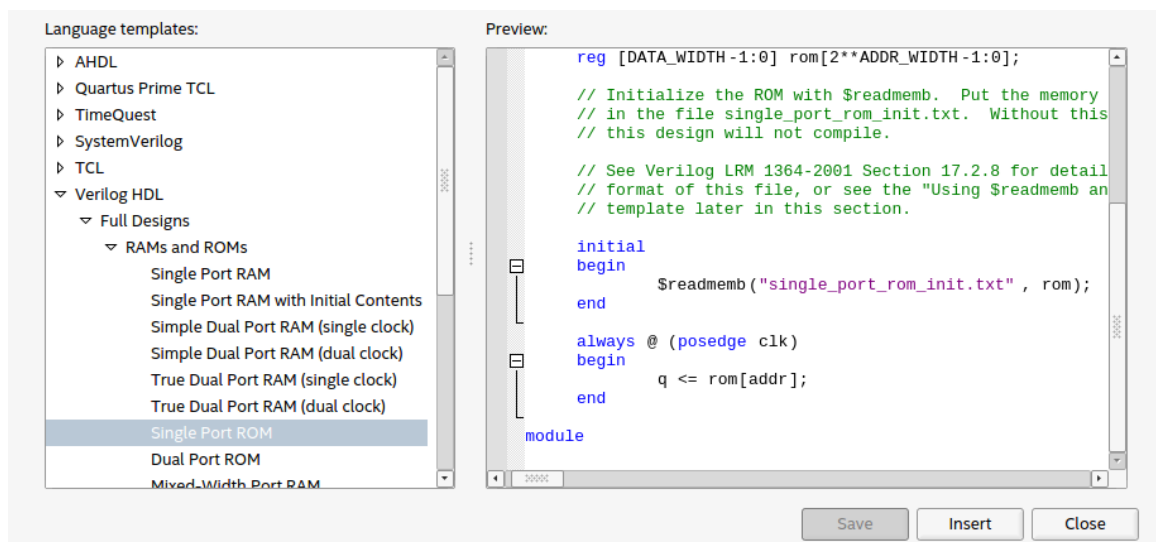 Language templates:
AHDL
Quartus Prime TCL
TimeQuest
SystemVerilog
TCL
Verilog HDL
Full Designs
RAMs and ROMs
Single Port RAM
Single Port RAM with Initial Contents
Simple Dual Port RAM (single clock)
Simple Dual Port RAM (dual clock)
True Dual Port RAM (single clock)
True Dual Port RAM (dual clock)
Single Port ROM
Dual Port ROM
Mixed-Width Port RAM
Preview:
reg [DATA_WIDTH-1:0] rom[2**ADDR_WIDTH-1:0];
// Initialize the ROM with $readmemb.  Put the memory
// in the file single_port_rom_init.txt.  Without this
// this design will not compile.
// See Verilog LRM 1364-2001 Section 17.2.8 for detail
// format of this file, or see the "Using $readmemb an
// template later in this section.
initial
begin
$readmemb("single_port_rom_init.txt", rom);
end
always @ (posedge clk)
begin
q <= rom[addr];
end
module
Save
Insert
Close